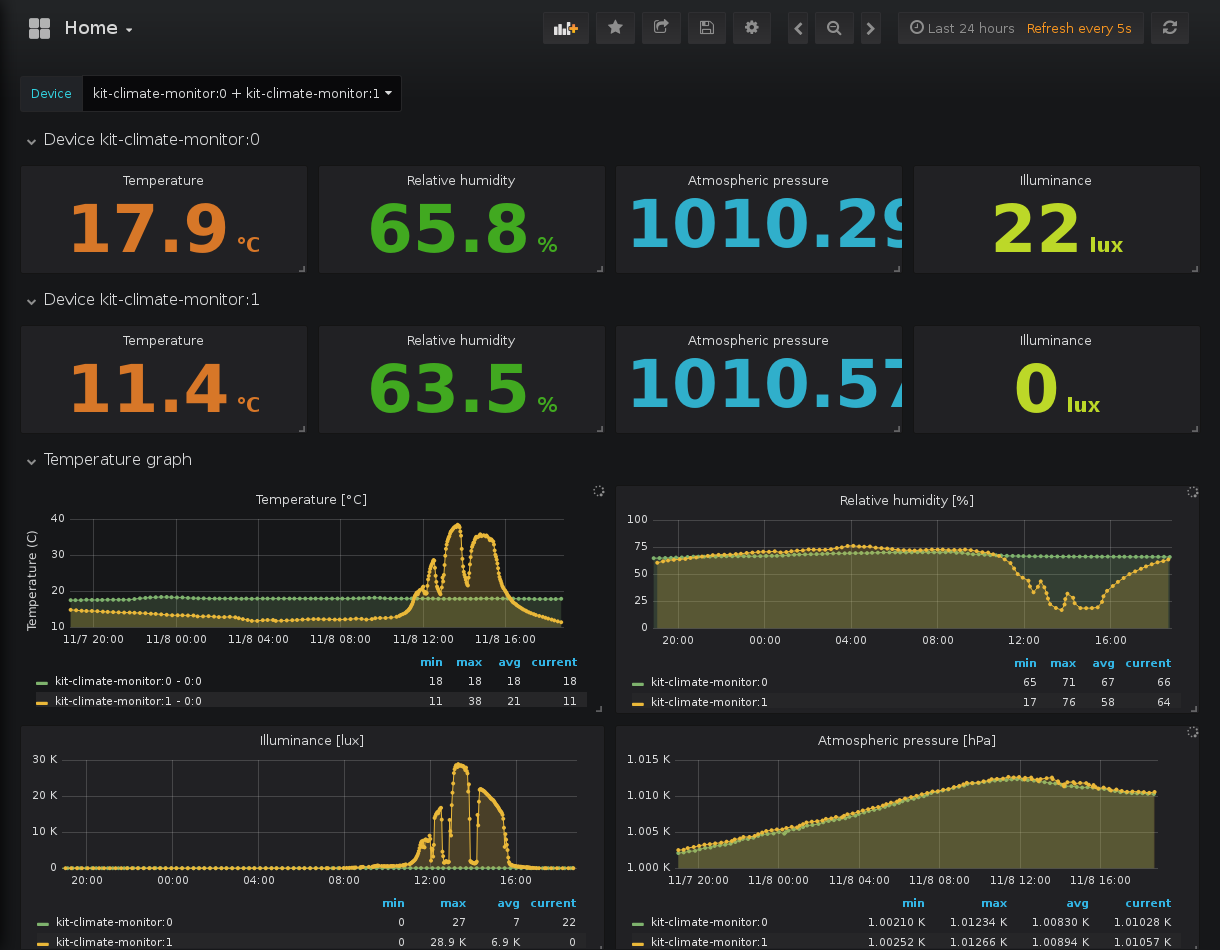 Home
Last 24 hours Refresh every 5s
Device kit-climate-monitor:0 + kit-climate-monitor:1
Device kit-climate-monitor:0
Temperature Relative humidity Atmospheric pressure Illuminance
17.9 °C 65.8 % 1010.29 22 lux
Device kit-climate-monitor:1
Temperature Relative humidity Atmospheric pressure Illuminance
11.4 °C 63.5 % 1010.57 0 lux
Temperature graph
Temperature [°C]
Temperature (C)
40
30
20
10
11/7 20:00 11/8 00:00 11/8 04:00 11/8 08:00 11/8 12:00 11/8 16:00
min max avg current
kit-climate-monitor:0 - 0:0 18 18 18 18
kit-climate-monitor:1 - 0:0 11 38 21 11
Relative humidity [%]
100
75
50
25
0
20:00 00:00 04:00 08:00 12:00 16:00
min max avg current
kit-climate-monitor:0 65 71 67 66
kit-climate-monitor:1 17 76 58 64
Illuminance [lux]
30 K
20 K
10 K
0
20:00 00:00 04:00 08:00 12:00 16:00
min max avg current
kit-climate-monitor:0 0 27 7 22
kit-climate-monitor:1 0 28.9 K 6.9 K 0
Atmospheric pressure [hPa]
1.015 K
1.010 K
1.005 K
1.000 K
11/7 20:00 11/8 00:00 11/8 04:00 11/8 08:00 11/8 12:00 11/8 16:00
min max avg current
kit-climate-monitor:0 1.00210 K 1.01234 K 1.00830 K 1.01028 K
kit-climate-monitor:1 1.00252 K 1.01266 K 1.00894 K 1.01057 K